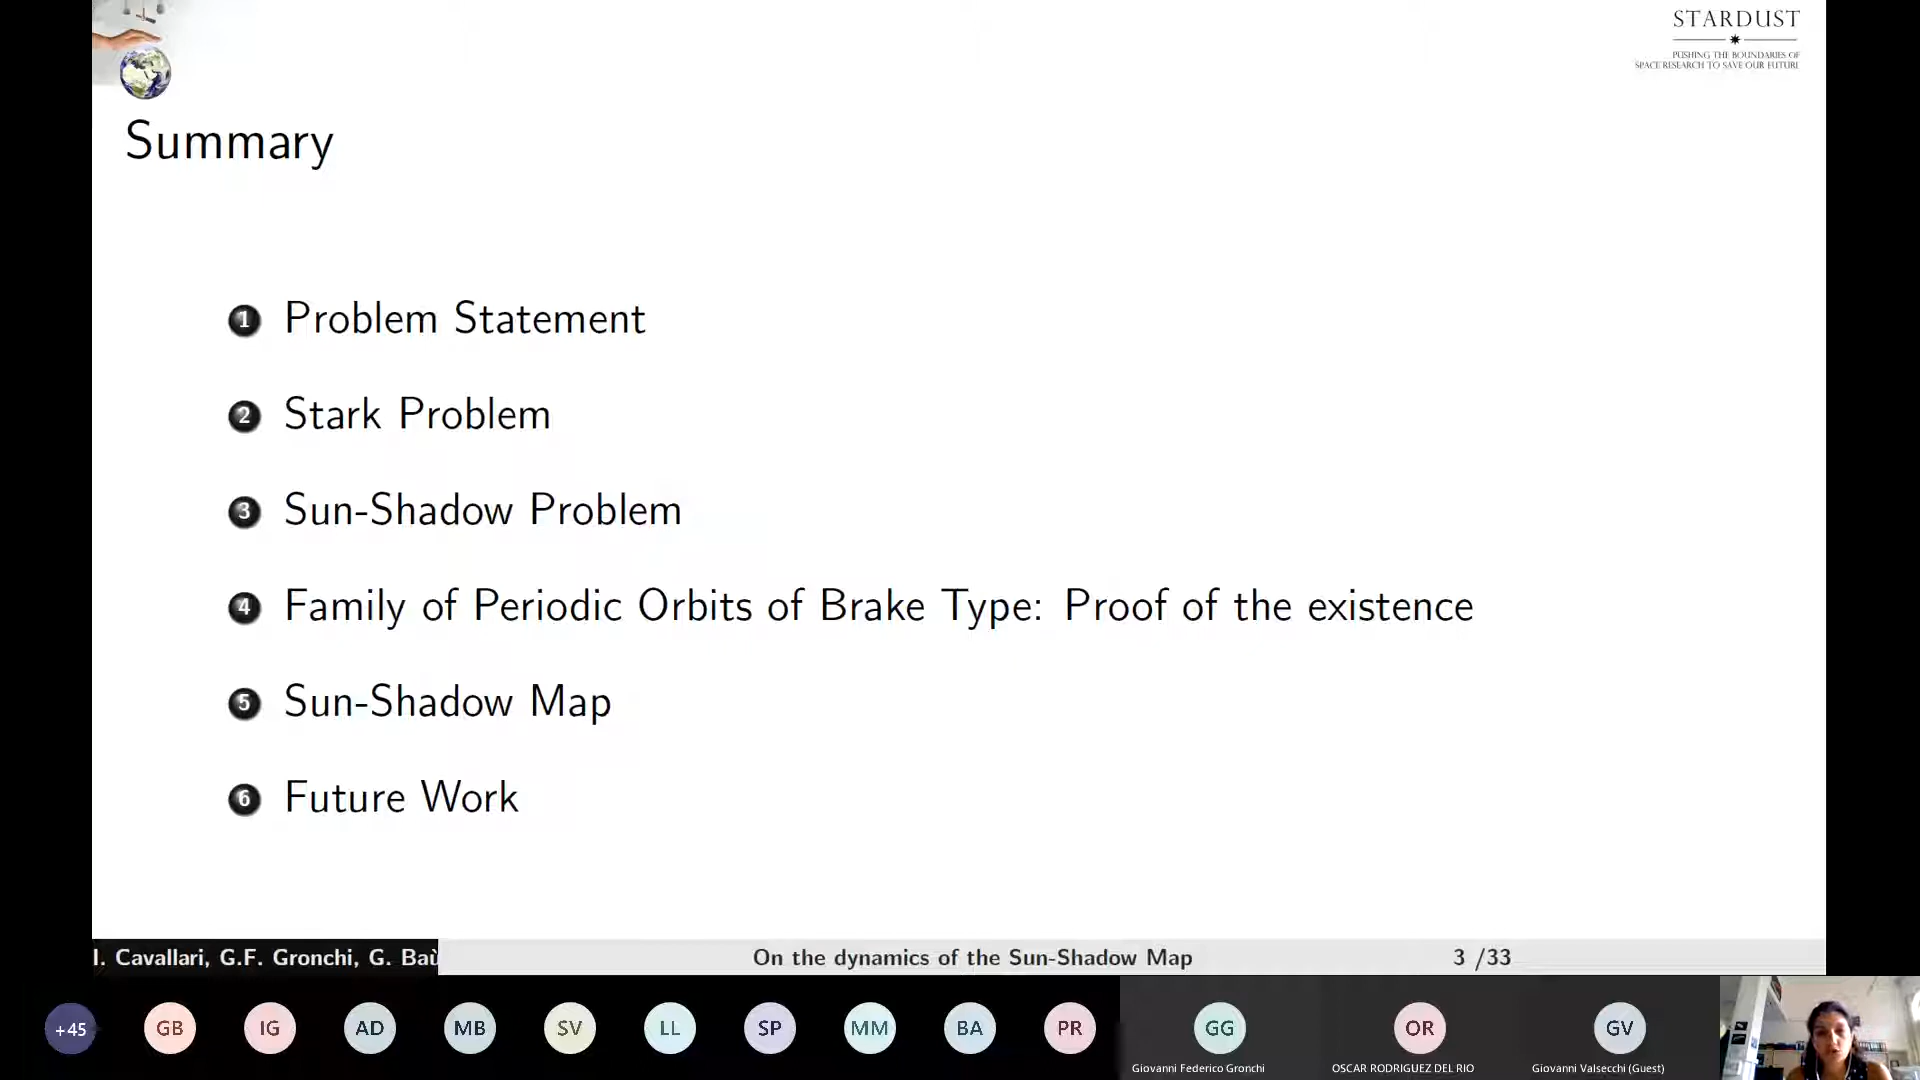 STARDUST
PUSHING THE BOUNDARIES OF
SPACE RESEARCH TO SAVE OUR FUTURE
Summary
1 Problem Statement
2 Stark Problem
3 Sun-Shadow Problem
4 Family of Periodic Orbits of Brake Type: Proof of the existence
5 Sun-Shadow Map
6 Future Work
I. Cavallari, G.F. Gronchi, G. Baù
On the dynamics of the Sun-Shadow Map
3 /33
+45
GB
IG
AD
MB
SV
LL
SP
MM
BA
PR
GG
OR
GV
Giovanni Federico Gronchi
OSCAR RODRIGUEZ DEL RIO
Giovanni Valsecchi (Guest)